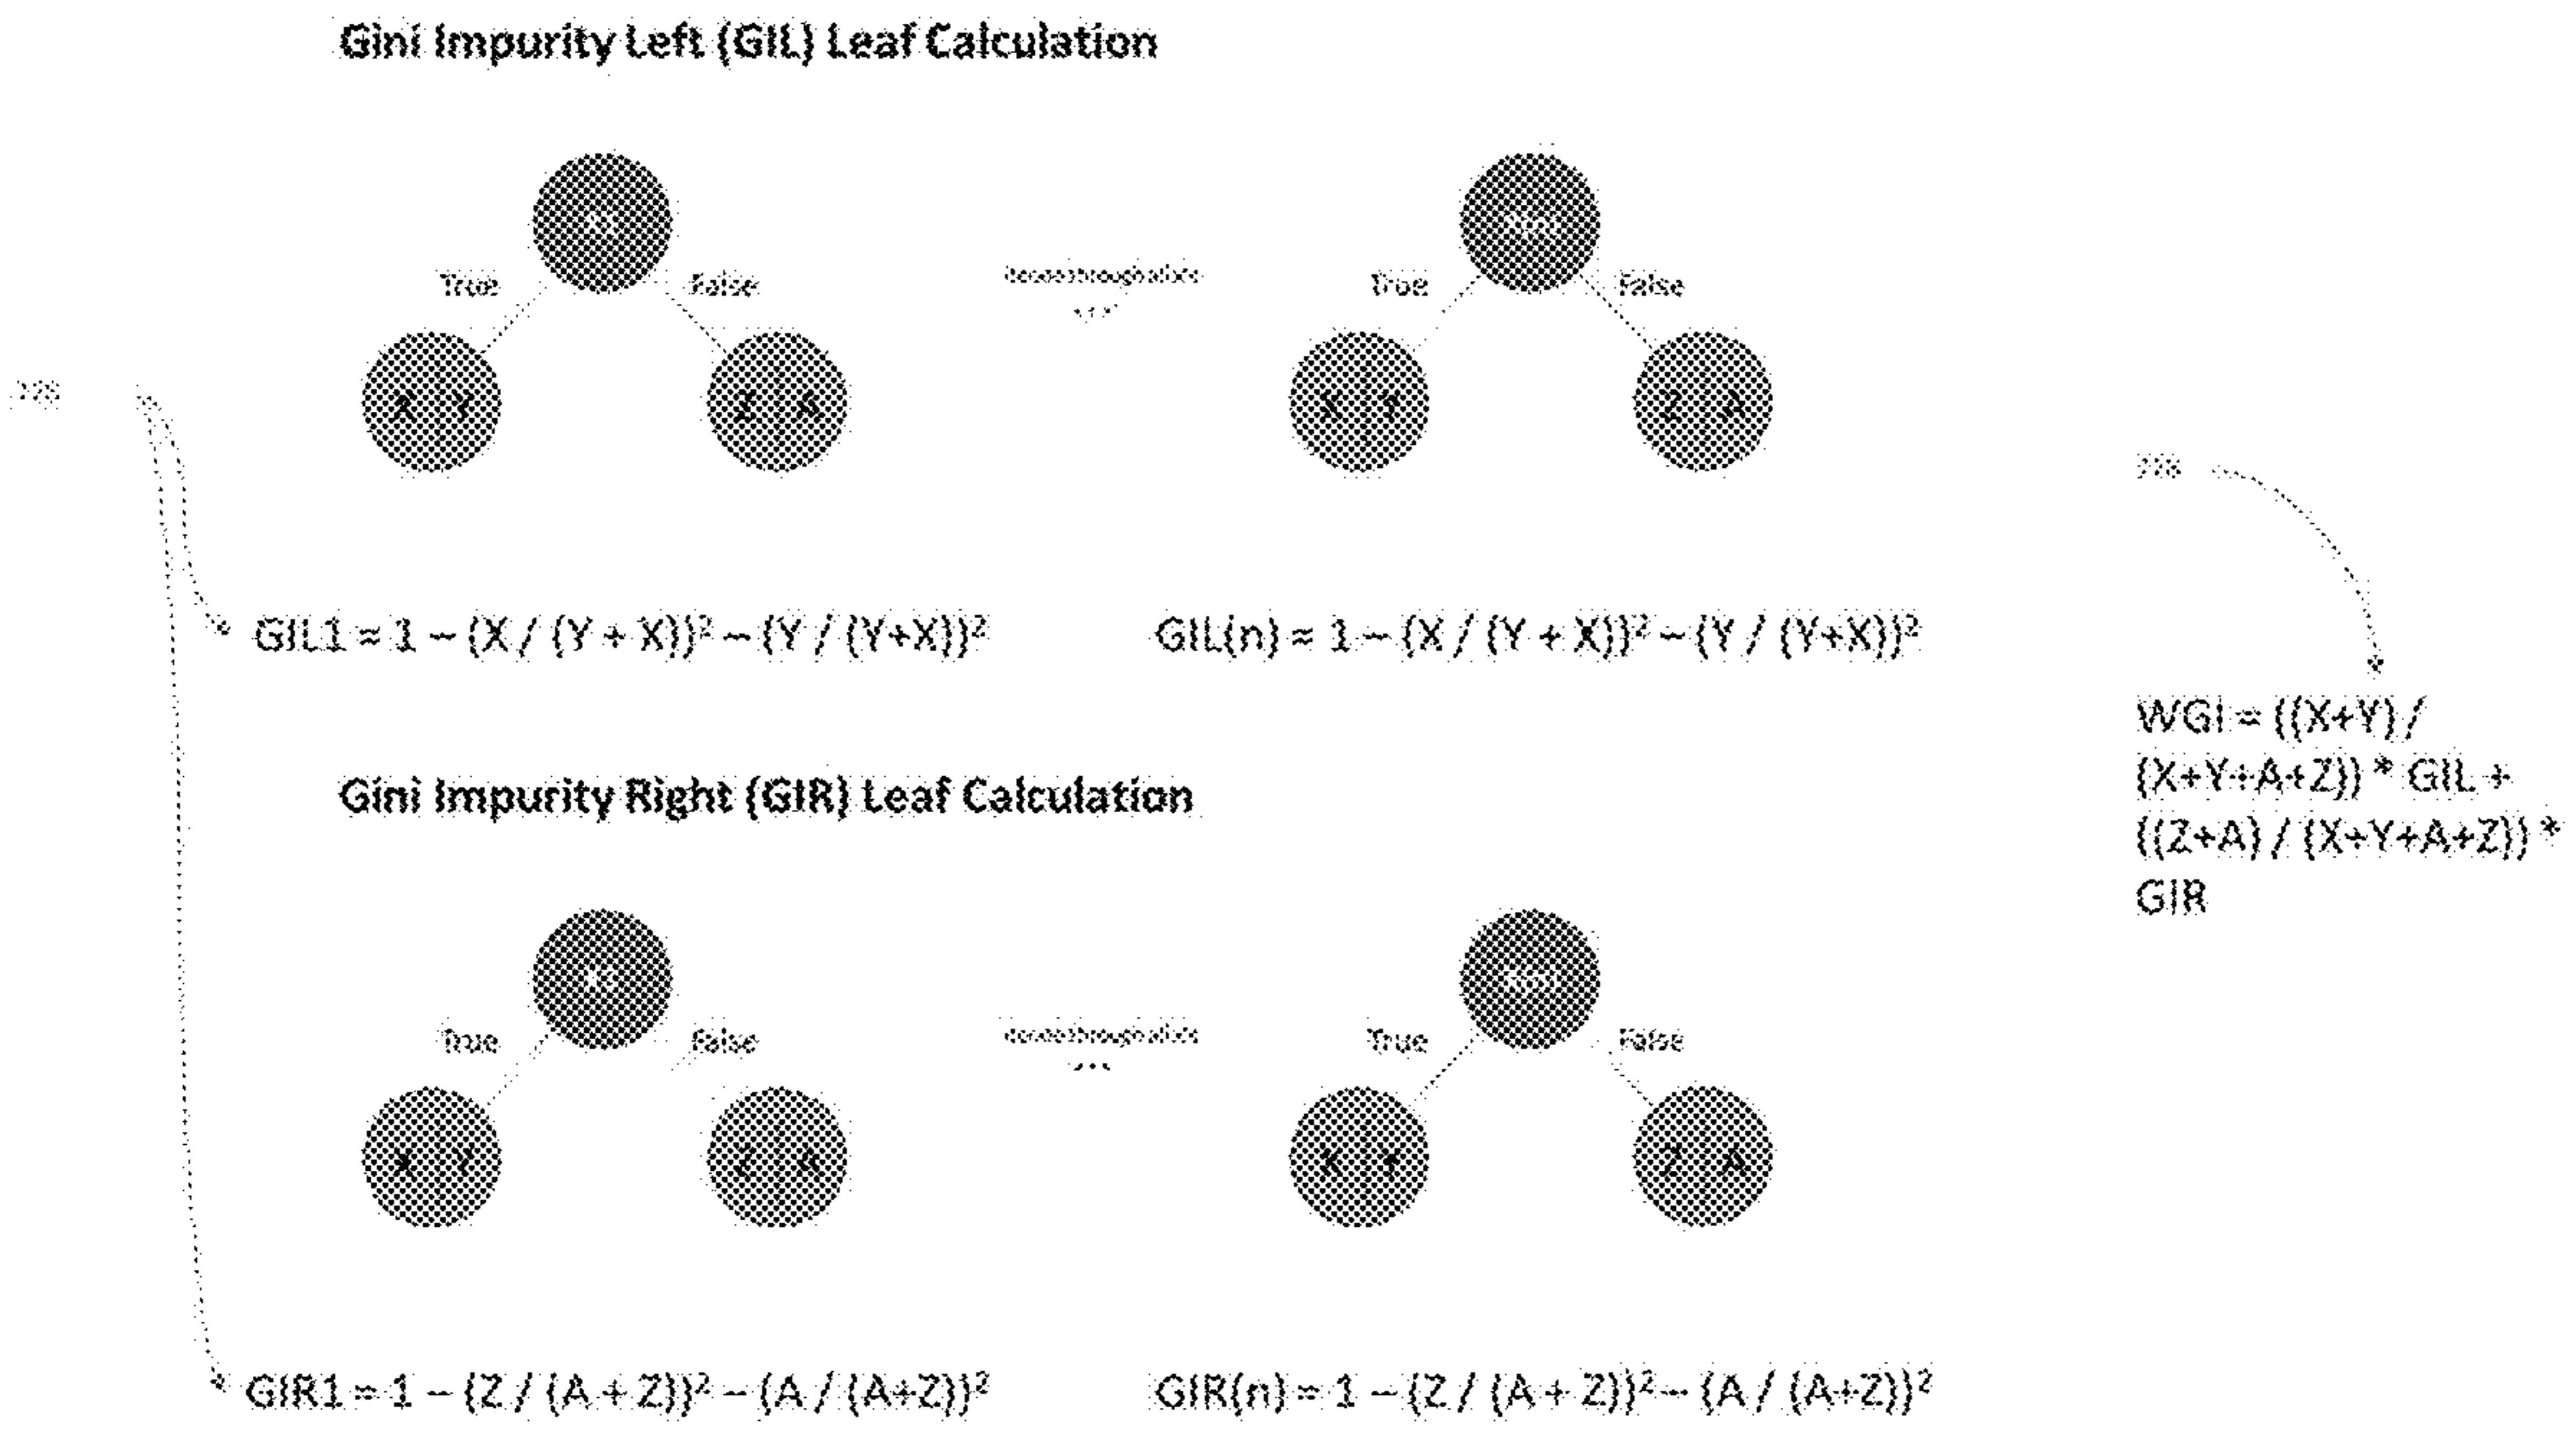 Gini Impurity Left (GIL) Leaf Calculation
True
False
True
False
X Y
Z A
X Y
Z A
GIL1 = 1 – (X / (Y + X))² – (Y / (Y+X))²
GIL(n) = 1 – (X / (Y + X))² – (Y / (Y+X))²
228
WGI = ((X+Y) /
(X+Y+A+Z)) * GIL +
((Z+A) / (X+Y+A+Z)) *
GIR
Gini Impurity Right (GIR) Leaf Calculation
True
False
True
False
X Y
Z A
X Y
Z A
GIR1 = 1 – (Z / (A + Z))² – (A / (A+Z))²
GIR(n) = 1 – (Z / (A + Z))² – (A / (A+Z))²